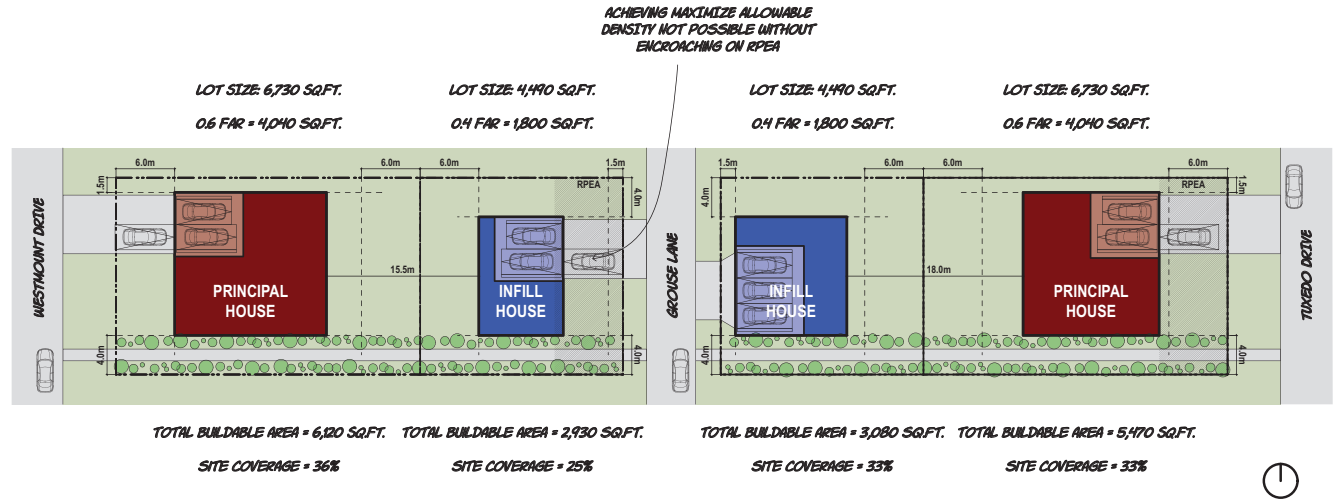 ACHIEVING MAXIMIZE ALLOWABLE
DENSITY NOT POSSIBLE WITHOUT
ENCROACHING ON RPEA
LOT SIZE: 6,730 SQ.FT.
LOT SIZE: 4,490 SQ.FT.
LOT SIZE: 4,490 SQ.FT.
LOT SIZE: 6,730 SQ.FT.
0.6 FAR = 4,040 SQ.FT.
0.4 FAR = 1,800 SQ.FT.
0.4 FAR = 1,800 SQ.FT.
0.6 FAR = 4,040 SQ.FT.
6.0m
6.0m
6.0m
1.5m
1.5m
6.0m
6.0m
6.0m
1.5m
RPEA
4.0m
4.0m
RPEA
1.5m
WESTMOUNT DRIVE
GROUSE LANE
TUXEDO DRIVE
15.5m
18.0m
PRINCIPAL
HOUSE
INFILL
HOUSE
INFILL
HOUSE
PRINCIPAL
HOUSE
4.0m
4.0m
4.0m
4.0m
TOTAL BUILDABLE AREA = 6,120 SQ.FT.
TOTAL BUILDABLE AREA = 2,930 SQ.FT.
TOTAL BUILDABLE AREA = 3,080 SQ.FT.
TOTAL BUILDABLE AREA = 5,470 SQ.FT.
SITE COVERAGE = 36%
SITE COVERAGE = 25%
SITE COVERAGE = 33%
SITE COVERAGE = 33%